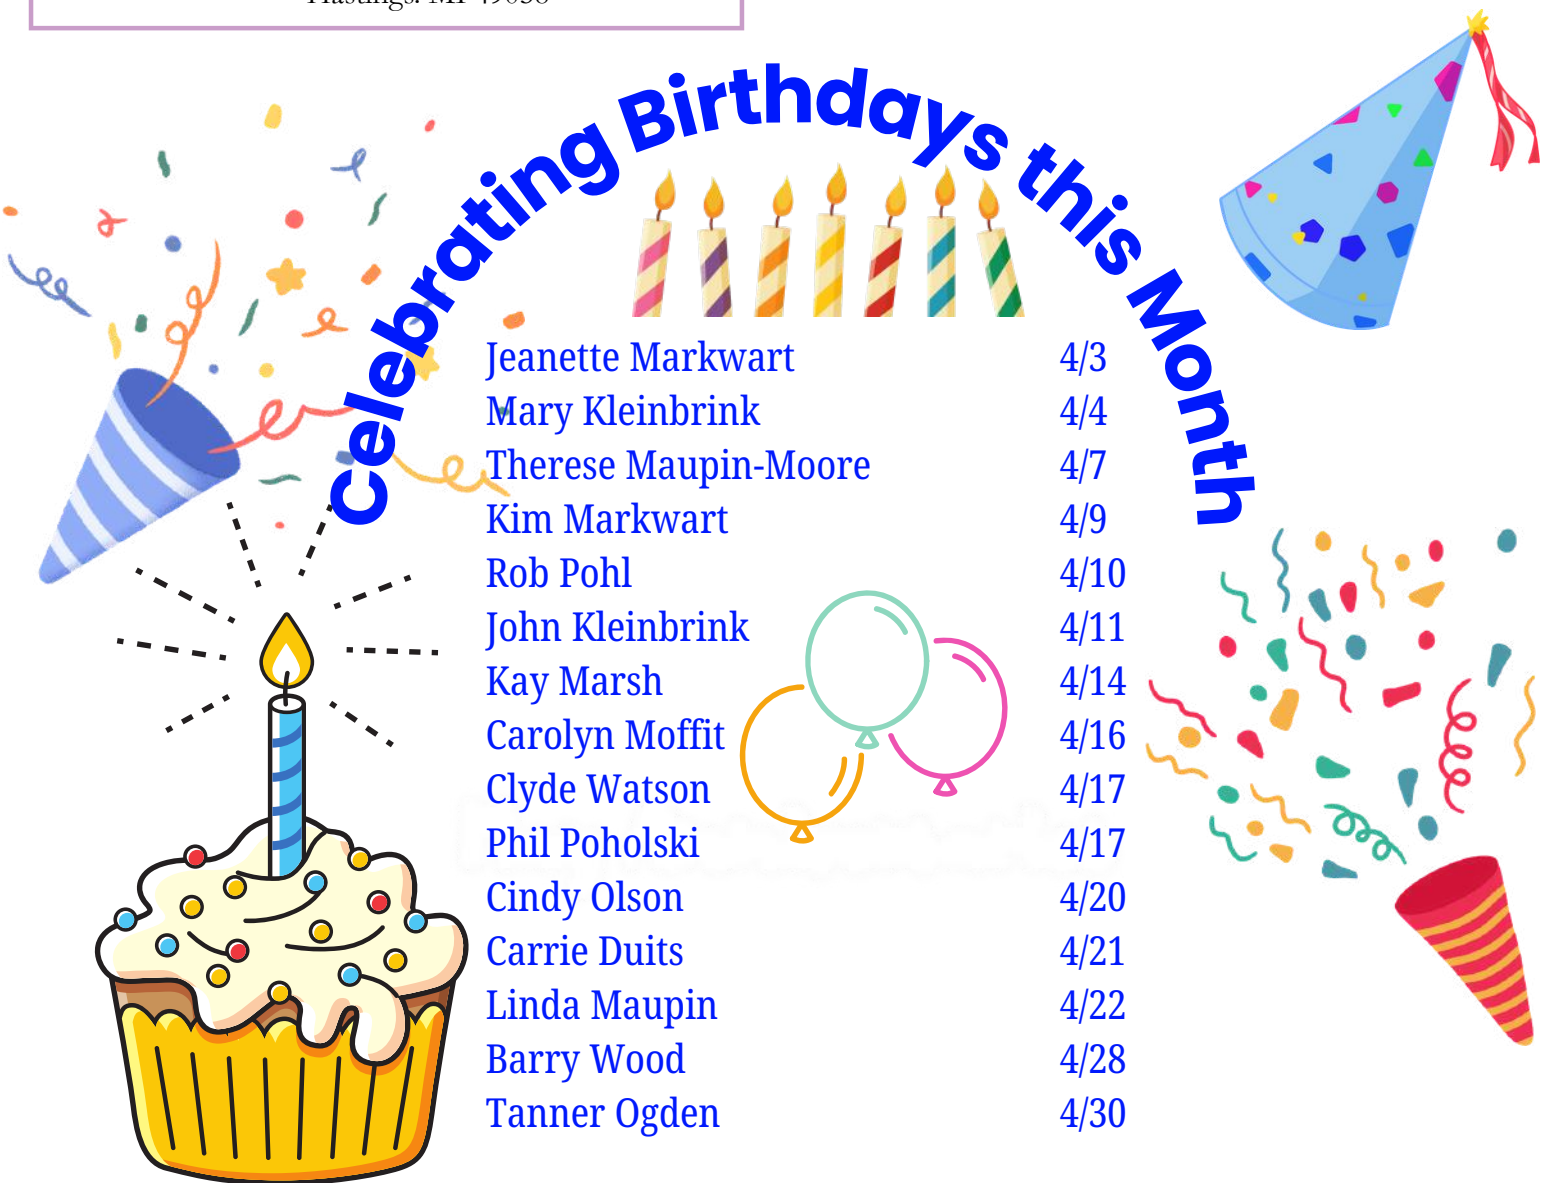 Celebrating Birthdays this Month
Jeanette Markwart 4/3
Mary Kleinbrink 4/4
Therese Maupin-Moore 4/7
Kim Markwart 4/9
Rob Pohl 4/10
John Kleinbrink 4/11
Kay Marsh 4/14
Carolyn Moffit 4/16
Clyde Watson 4/17
Phil Poholski 4/17
Cindy Olson 4/20
Carrie Duits 4/21
Linda Maupin 4/22
Barry Wood 4/28
Tanner Ogden 4/30